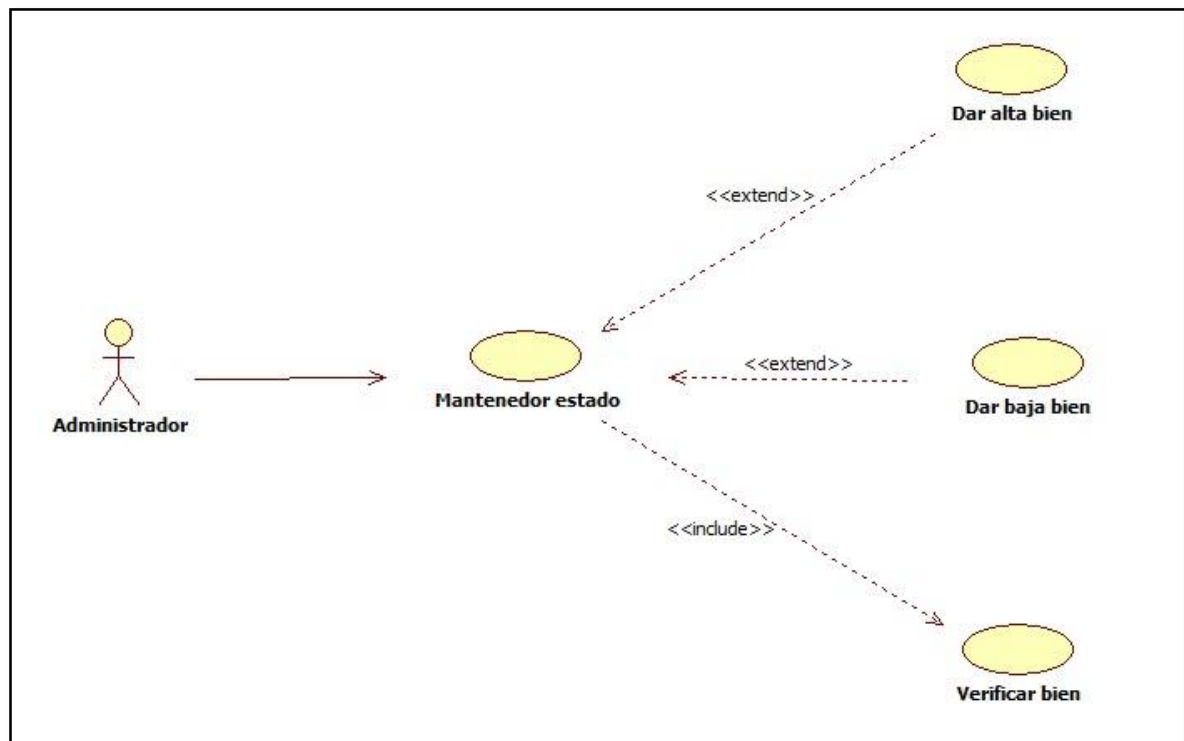 Dar alta bien
<<extend>>
<<extend>>
Mantenedor estado
Dar baja bien
Administrador
<<include>>
Verificar bien